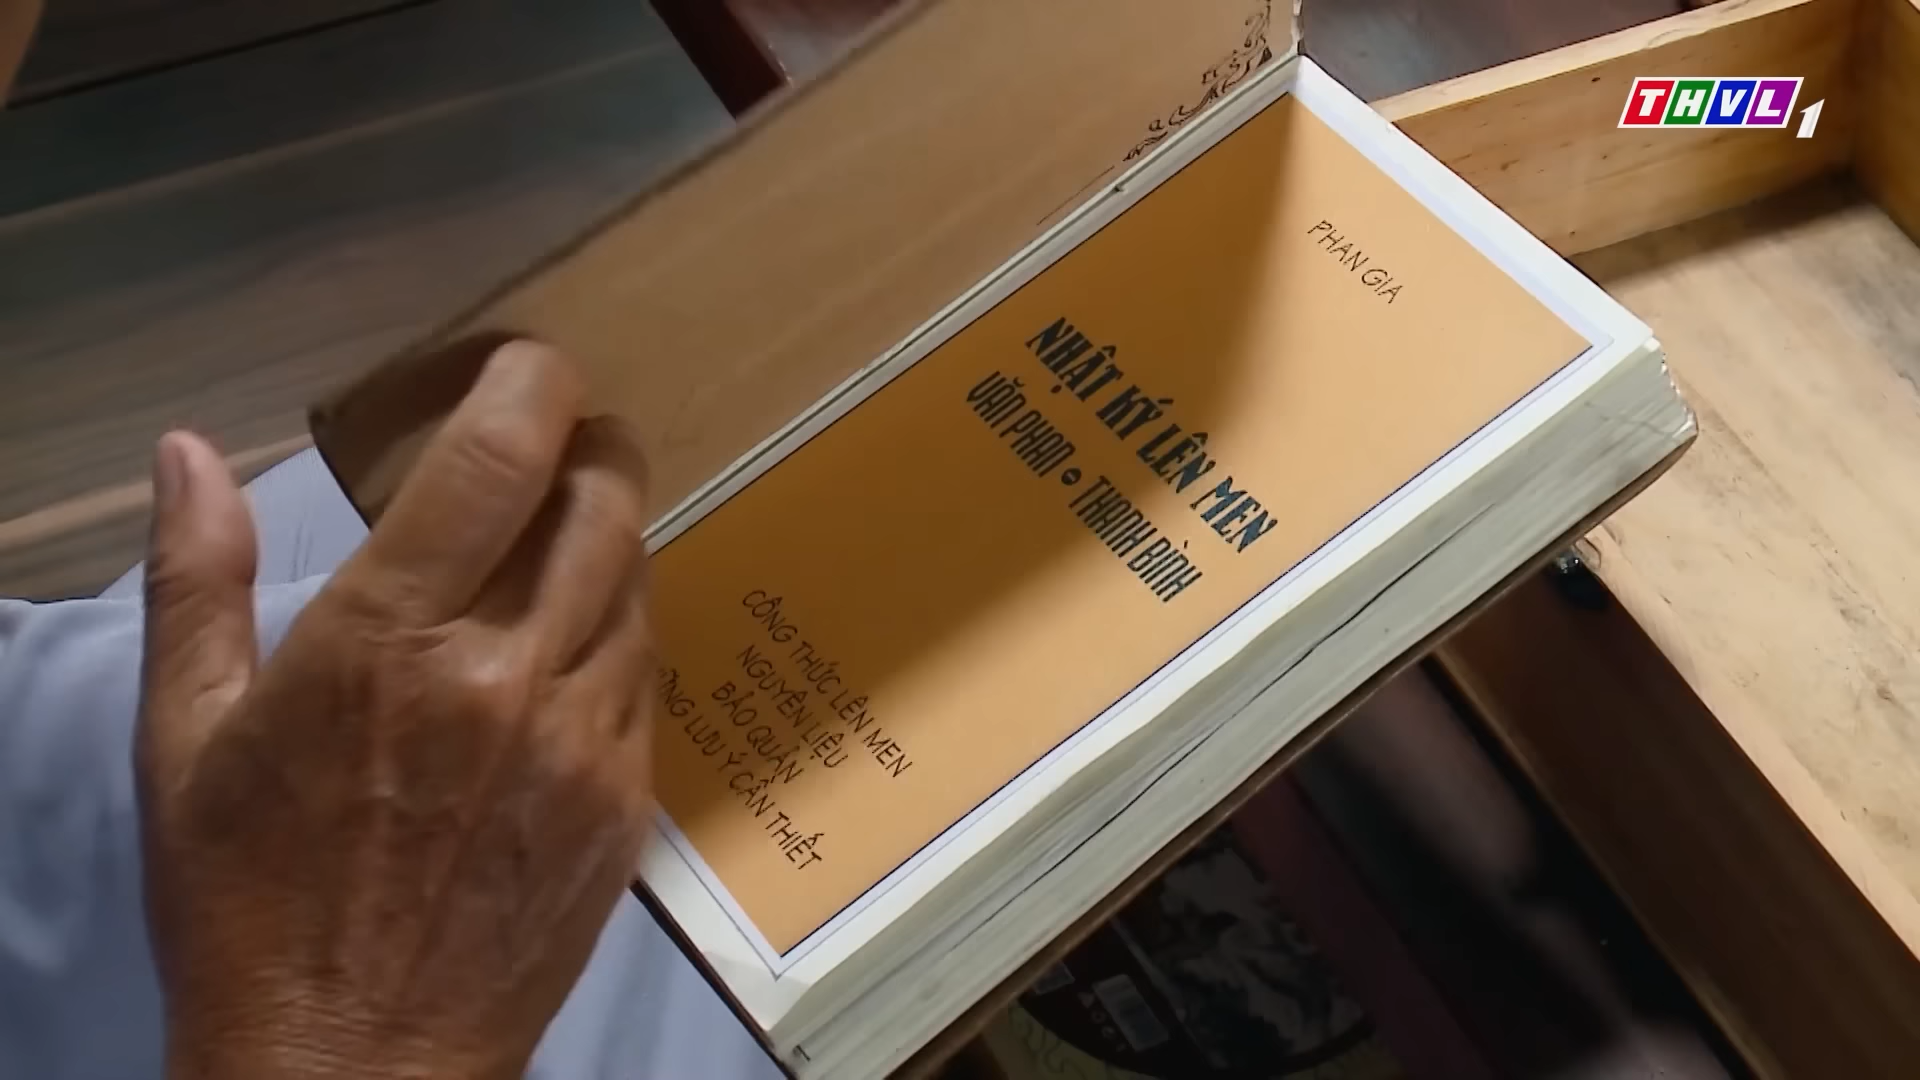 THVL1
PHAN GIA
NHẬT KÝ LÊN MEN
VĂN PHAN - THANH BÌNH
CÔNG THỨC LÊN MEN
NGUYÊN LIỆU
BẢO QUẢN
LƯU Ý CẦN THIẾT